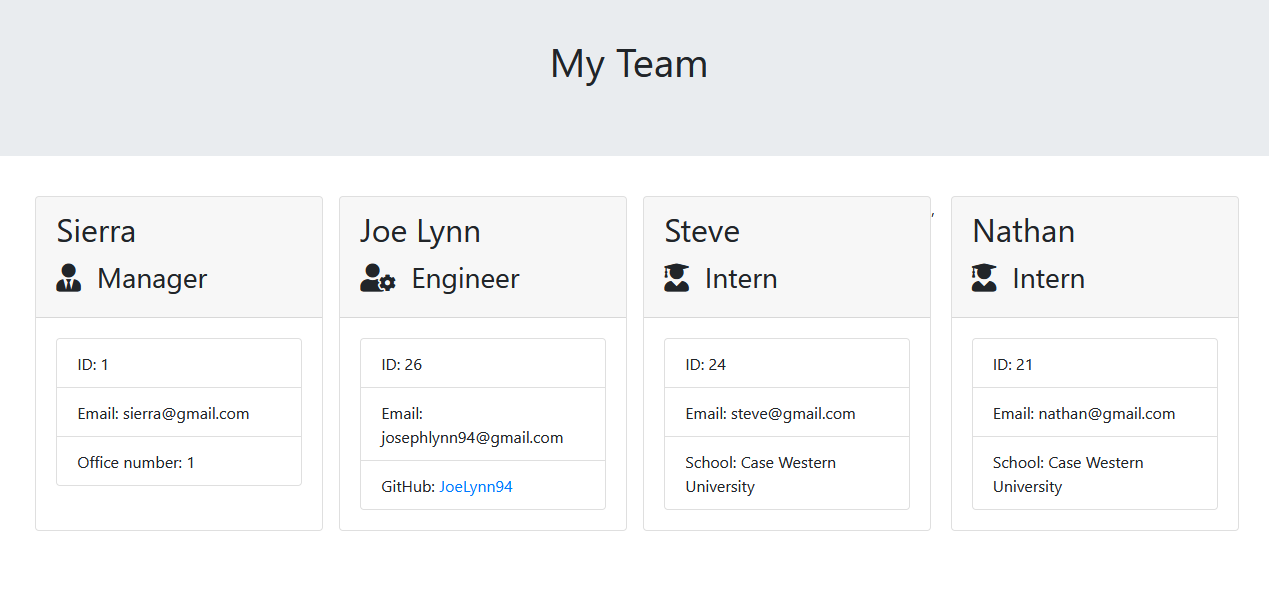 My Team
Sierra
Manager
ID: 1
Email: sierra@gmail.com
Office number: 1
Joe Lynn
Engineer
ID: 26
Email:
josephlynn94@gmail.com
GitHub: JoeLynn94
Steve
Intern
ID: 24
Email: steve@gmail.com
School: Case Western
University
,
Nathan
Intern
ID: 21
Email: nathan@gmail.com
School: Case Western
University